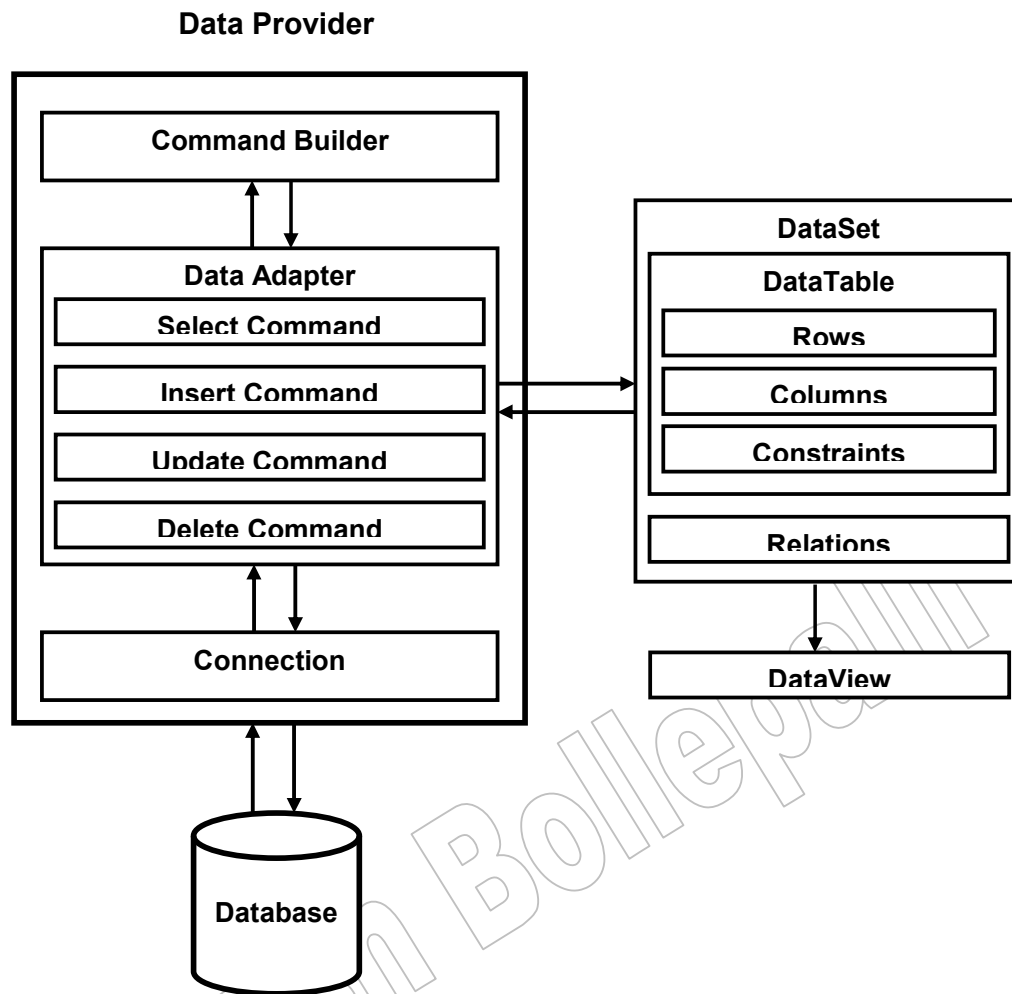 Data Provider
Command Builder
Data Adapter
Select Command
Insert Command
Update Command
Delete Command
Connection
Database
DataSet
DataTable
Rows
Columns
Constraints
Relations
DataView
Bollepalli